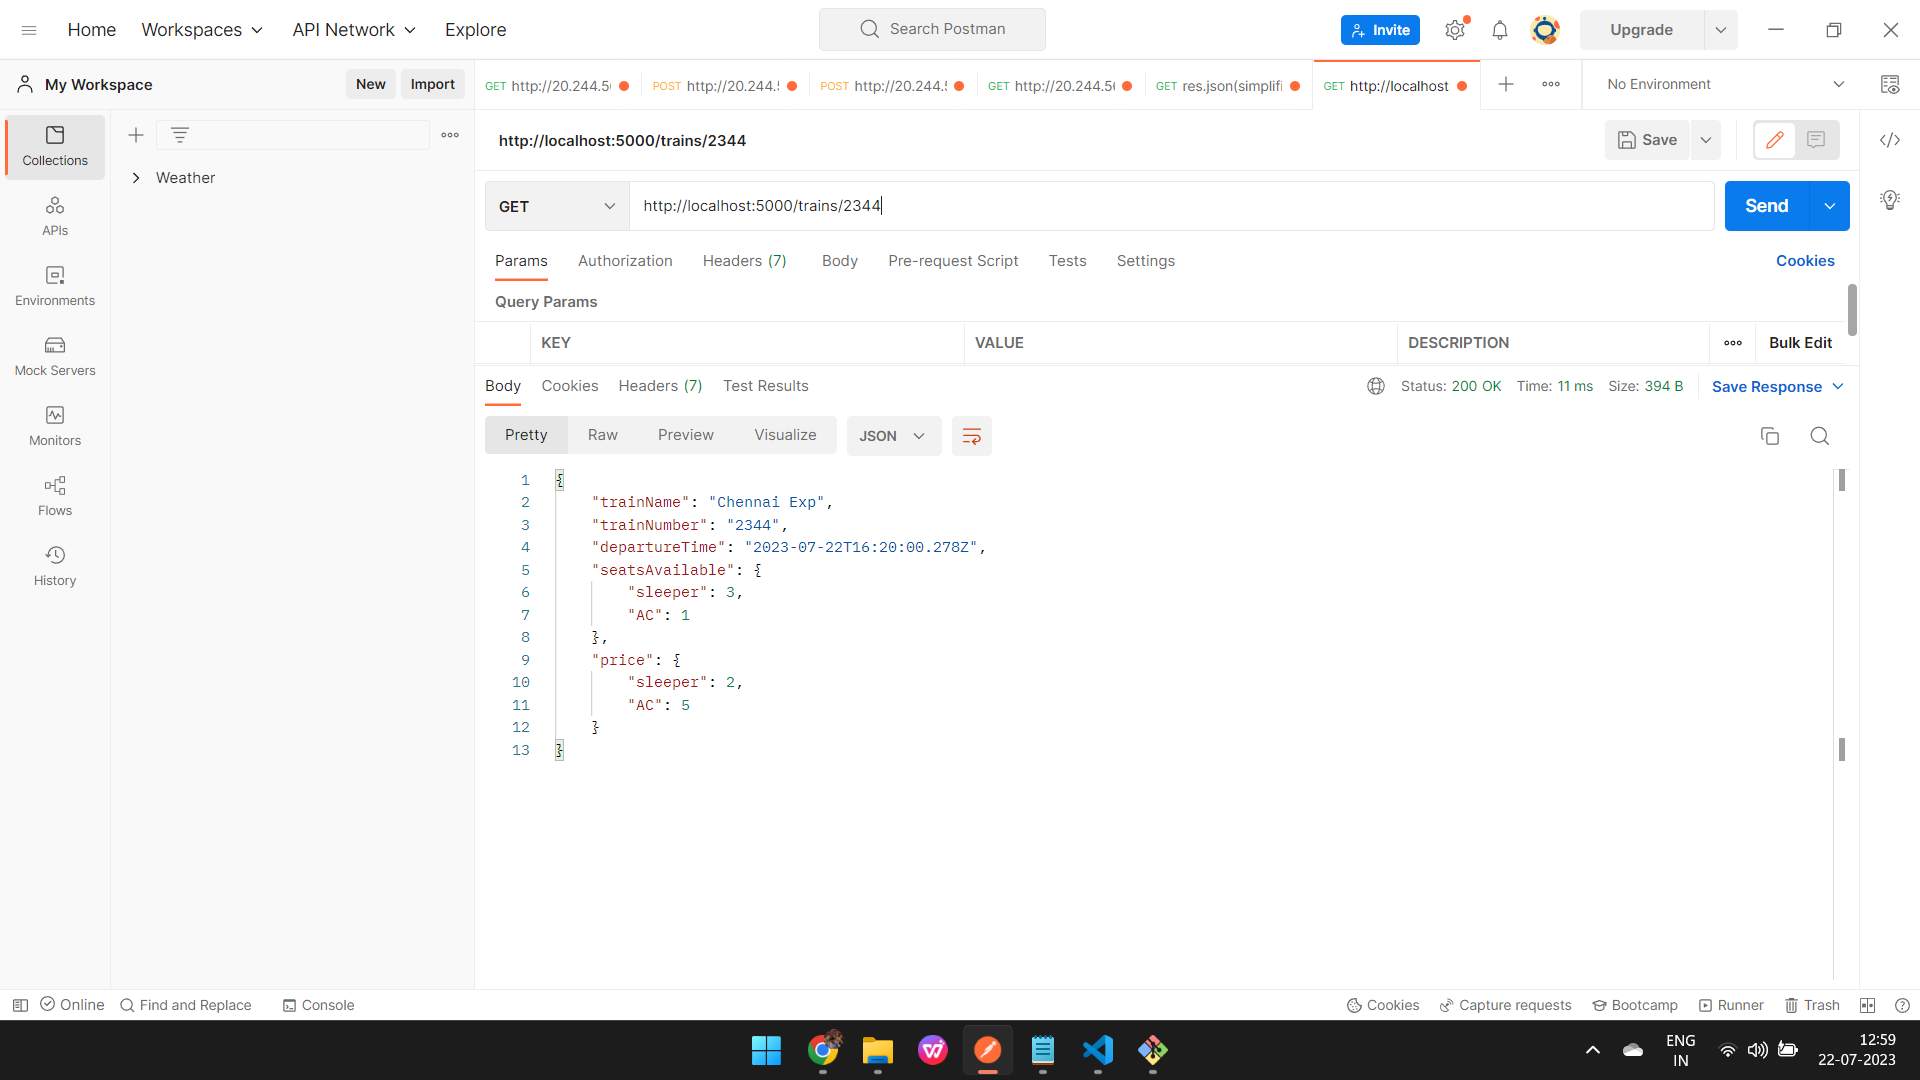 Home Workspaces API Network Explore Search Postman Invite Upgrade
My Workspace New Import GET http://20.244.5 POST http://20.244. POST http://20.244. GET http://20.244.5 GET res.json(simplifi GET http://localhost No Environment
Collections
APIs
Environments
Mock Servers
Monitors
Flows
History
Weather
http://localhost:5000/trains/2344 Save
GET http://localhost:5000/trains/2344 Send
Params Authorization Headers (7) Body Pre-request Script Tests Settings Cookies
Query Params
KEY VALUE DESCRIPTION Bulk Edit
Body Cookies Headers (7) Test Results Status: 200 OK Time: 11 ms Size: 394 B Save Response
Pretty Raw Preview Visualize JSON
1 {
2 "trainName": "Chennai Exp",
3 "trainNumber": "2344",
4 "departureTime": "2023-07-22T16:20:00.278Z",
5 "seatsAvailable": {
6 "sleeper": 3,
7 "AC": 1
8 },
9 "price": {
10 "sleeper": 2,
11 "AC": 5
12 }
13 }
Online Find and Replace Console Cookies Capture requests Bootcamp Runner Trash
ENG
IN
12:59
22-07-2023